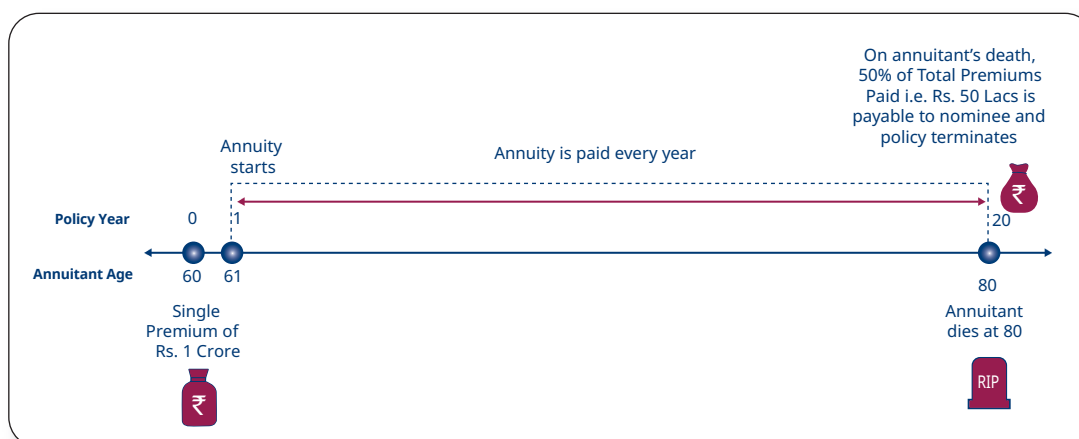 On annuitant's death,
50% of Total Premiums
Paid i.e. Rs. 50 Lacs is
payable to nominee and
policy terminates
Annuity
starts
Annuity is paid every year
₹
Policy Year 0 1 20
Annuitant Age 60 61 80
Single
Premium of
Rs. 1 Crore
Annuitant
dies at 80
₹
RIP